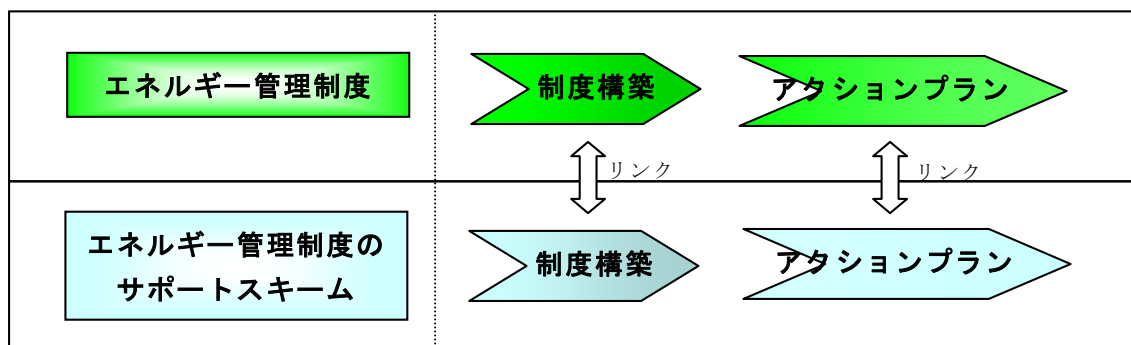 エネルギー管理制度
制度構築
アクションプラン
リンク
リンク
エネルギー管理制度の
サポートスキーム
制度構築
アクションプラン